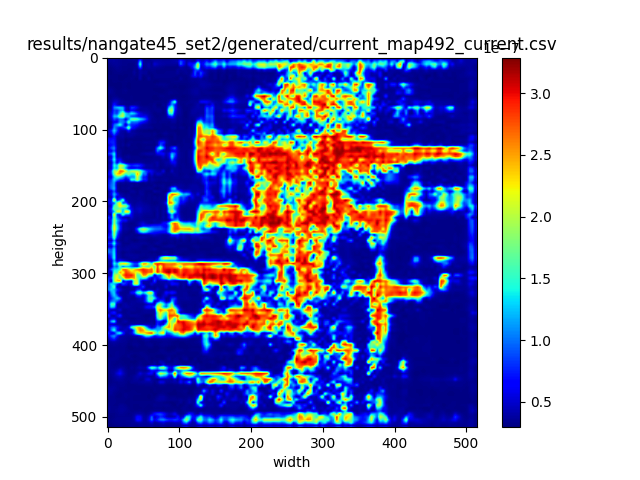 results/nangate45_set2/generated/current_map492_current.csv
1e−7
0
100
200
300
400
500
height
0 100 200 300 400 500
width
3.0
2.5
2.0
1.5
1.0
0.5